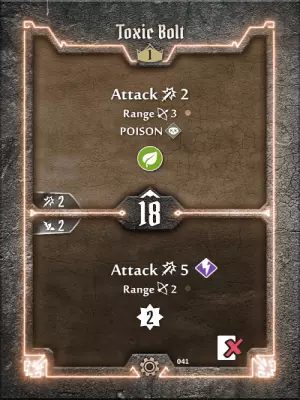 Toxic Bolt
1
Attack 2
Range 3
POISON
2
18
2
Attack 5
Range 2
2
041